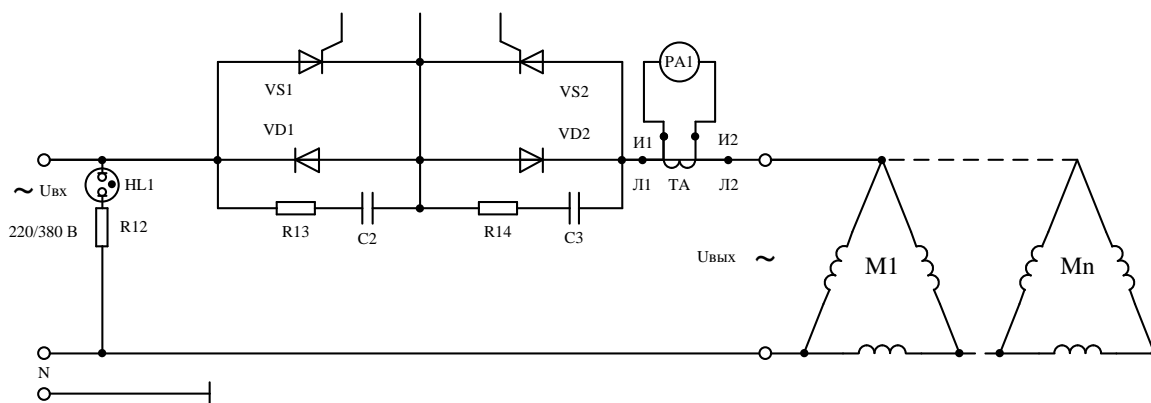 PA1
VS1
VS2
VD1
VD2
И1
И2
HL1
Л1
TA
Л2
~ Uвх
R12
220/380 В
R13
C2
R14
C3
Uвых ~
M1
Mn
N